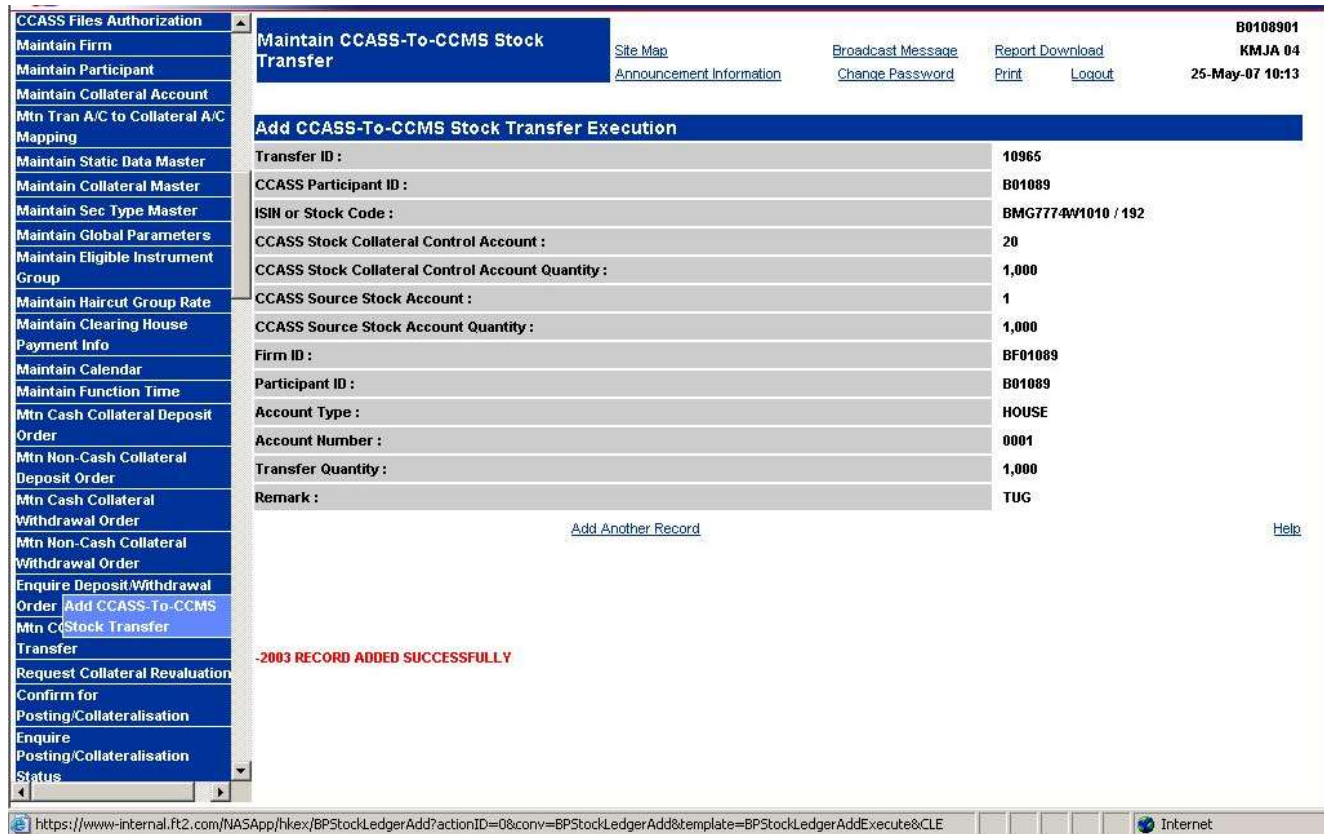 CCASS Files Authorization
Maintain Firm
Maintain Participant
Maintain Collateral Account
Mtn Tran A/C to Collateral A/C
Mapping
Maintain Static Data Master
Maintain Collateral Master
Maintain Sec Type Master
Maintain Global Parameters
Maintain Eligible Instrument
Group
Maintain Haircut Group Rate
Maintain Clearing House
Payment Info
Maintain Calendar
Maintain Function Time
Mtn Cash Collateral Deposit
Order
Mtn Non-Cash Collateral
Deposit Order
Mtn Cash Collateral
Withdrawal Order
Mtn Non-Cash Collateral
Withdrawal Order
Enquire Deposit/Withdrawal
Order
Add CCASS-To-CCMS
Stock Transfer
Mtn
Transfer
Request Collateral Revaluation
Confirm for
Posting/Collateralisation
Enquire
Posting/Collateralisation
Status
Maintain CCASS-To-CCMS Stock
Transfer
Site Map
Broadcast Message
Report Download
Announcement Information
Change Password
Print
Logout
B0108901
KMJA 04
25-May-07 10:13
Add CCASS-To-CCMS Stock Transfer Execution
Transfer ID : 10965
CCASS Participant ID : B01089
ISIN or Stock Code : BMG7774W1010 / 192
CCASS Stock Collateral Control Account : 20
CCASS Stock Collateral Control Account Quantity : 1,000
CCASS Source Stock Account : 1
CCASS Source Stock Account Quantity : 1,000
Firm ID : BF01089
Participant ID : B01089
Account Type : HOUSE
Account Number : 0001
Transfer Quantity : 1,000
Remark : TUG
Add Another Record
Help
-2003 RECORD ADDED SUCCESSFULLY
https://www-internal.ft2.com/NASApp/hkex/BPStockLedgerAdd?actionID=0&conv=BPStockLedgerAdd&template=BPStockLedgerAddExecute&CLE
Internet